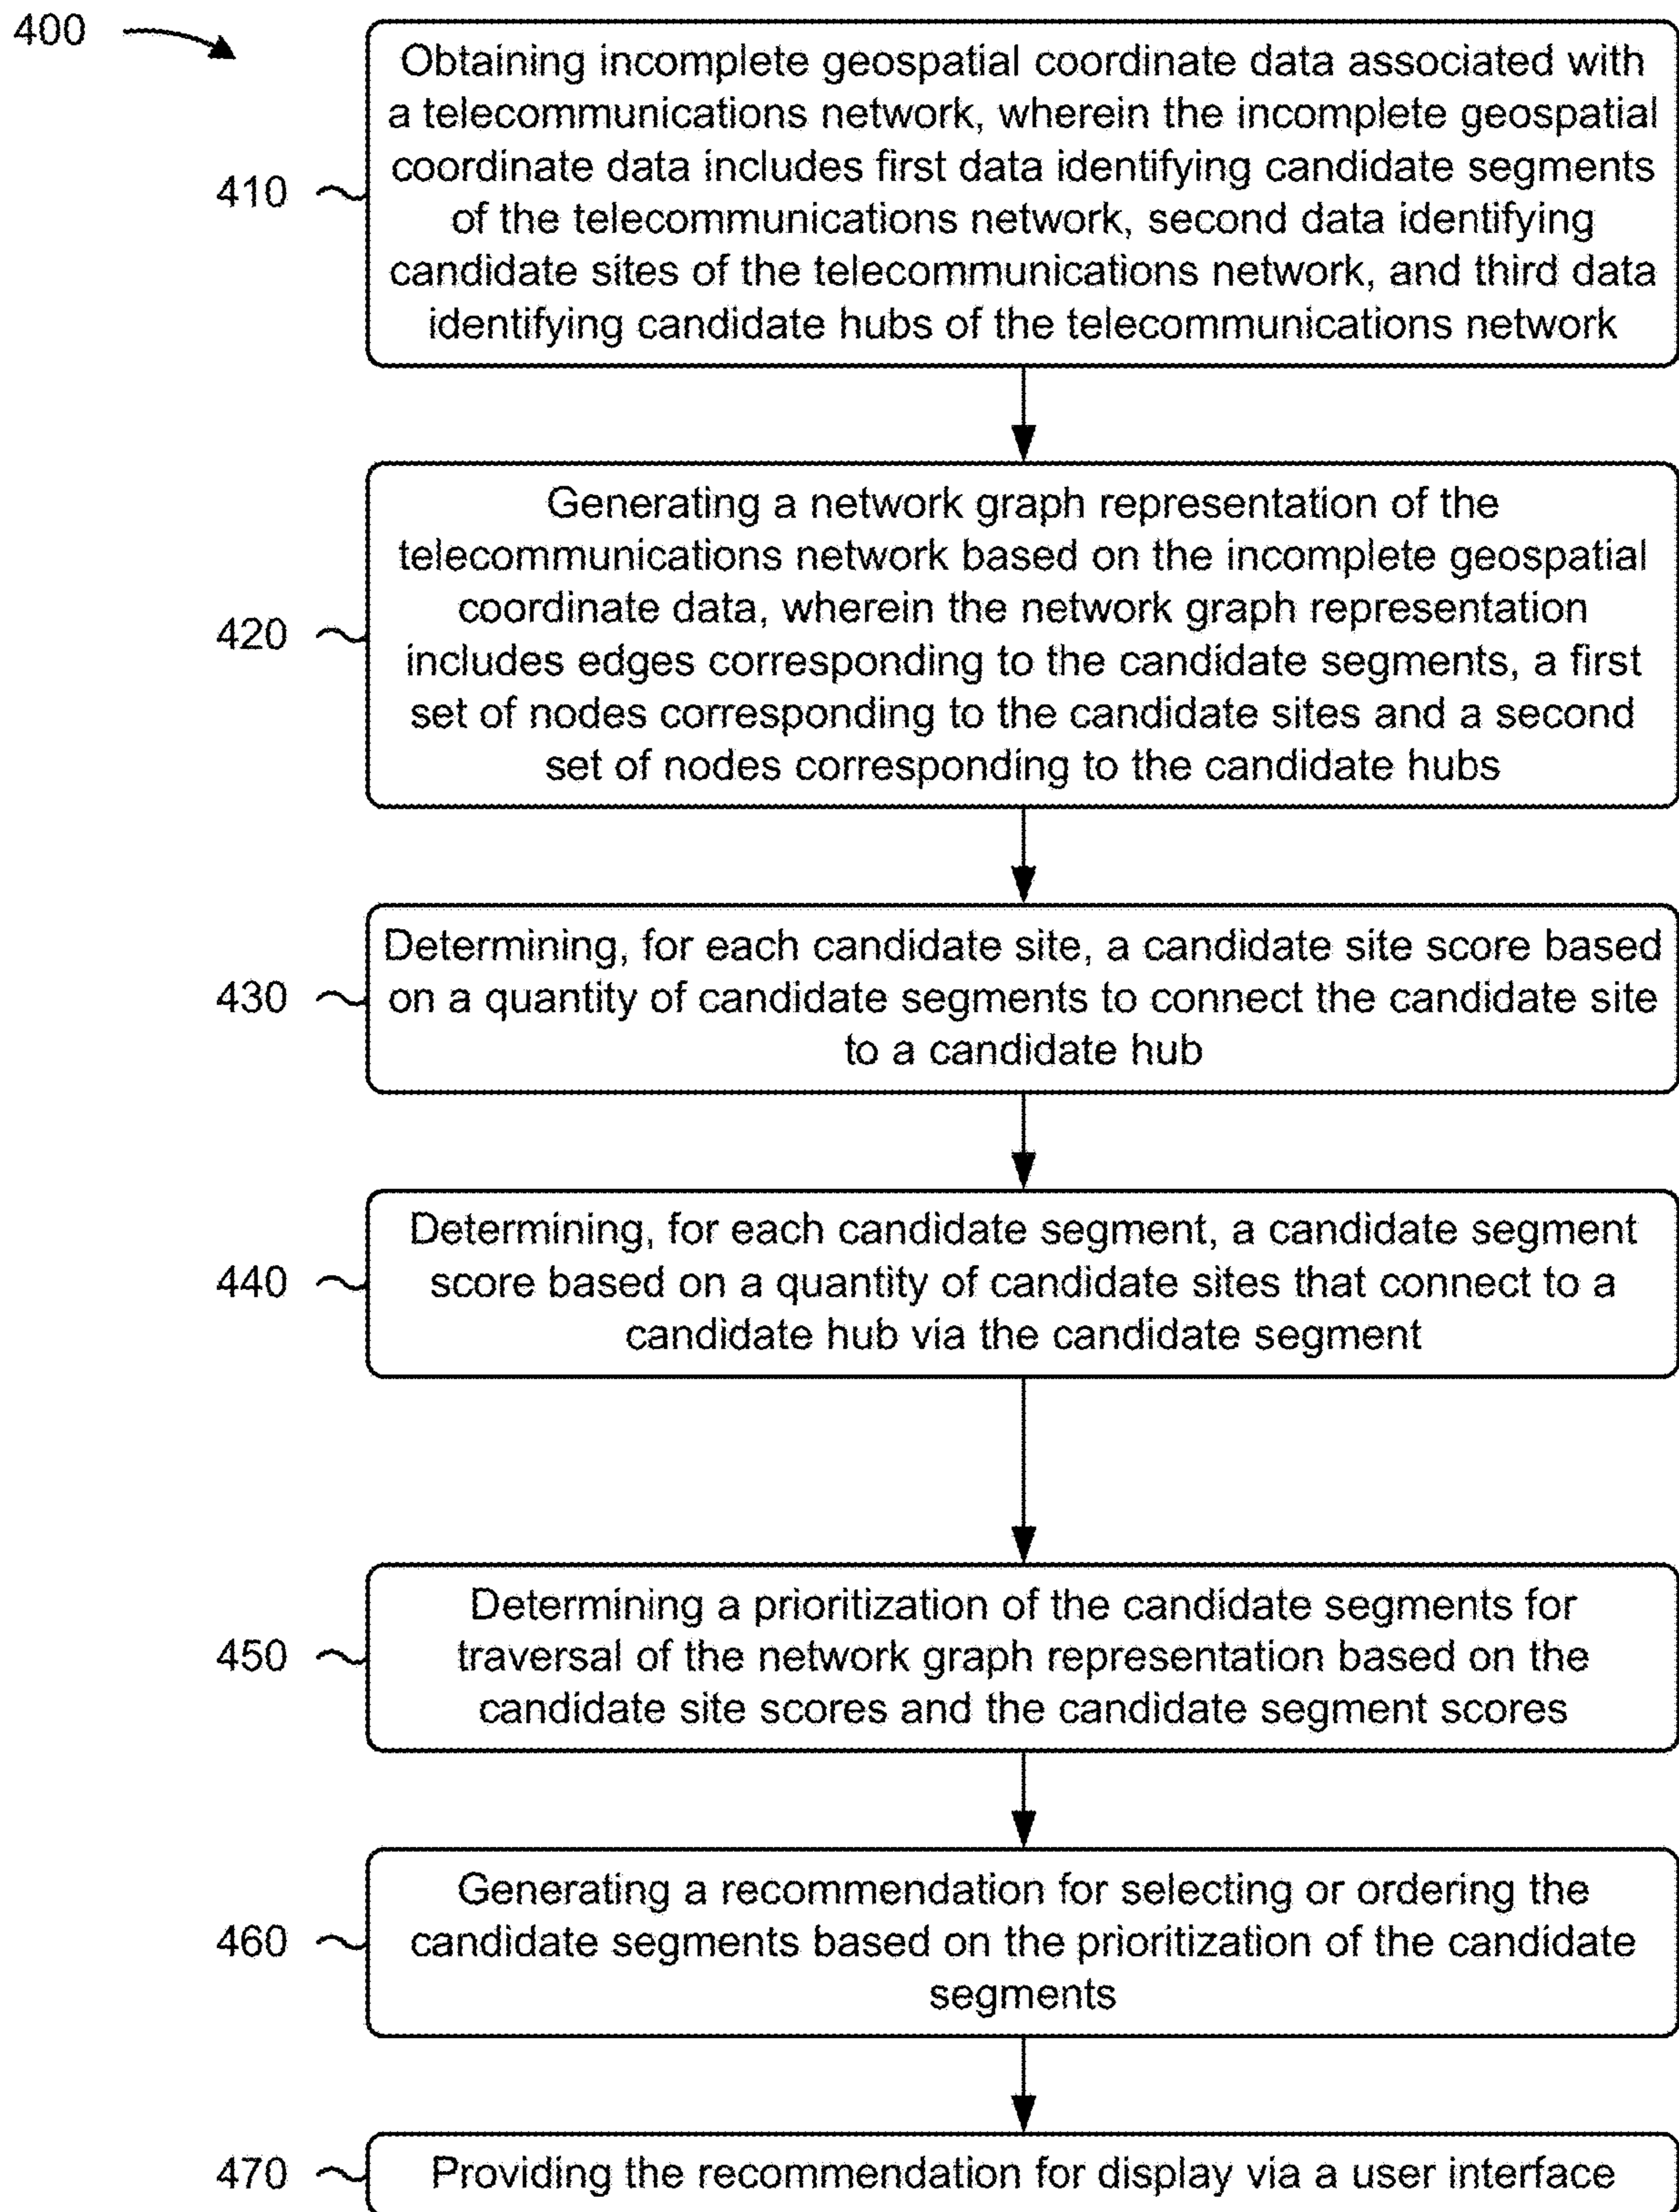 400
Obtaining incomplete geospatial coordinate data associated with
a telecommunications network, wherein the incomplete geospatial
coordinate data includes first data identifying candidate segments
410
of the telecommunications network, second data identifying
candidate sites of the telecommunications network, and third data
identifying candidate hubs of the telecommunications network
Generating a network graph representation of the
telecommunications network based on the incomplete geospatial
coordinate data, wherein the network graph representation
420
includes edges corresponding to the candidate segments, a first
set of nodes corresponding to the candidate sites and a second
set of nodes corresponding to the candidate hubs
Determining, for each candidate site, a candidate site score based
430
on a quantity of candidate segments to connect the candidate site
to a candidate hub
Determining, for each candidate segment, a candidate segment
440
score based on a quantity of candidate sites that connect to a
candidate hub via the candidate segment
Determining a prioritization of the candidate segments for
450
traversal of the network graph representation based on the
candidate site scores and the candidate segment scores
Generating a recommendation for selecting or ordering the
460
candidate segments based on the prioritization of the candidate
segments
470
Providing the recommendation for display via a user interface